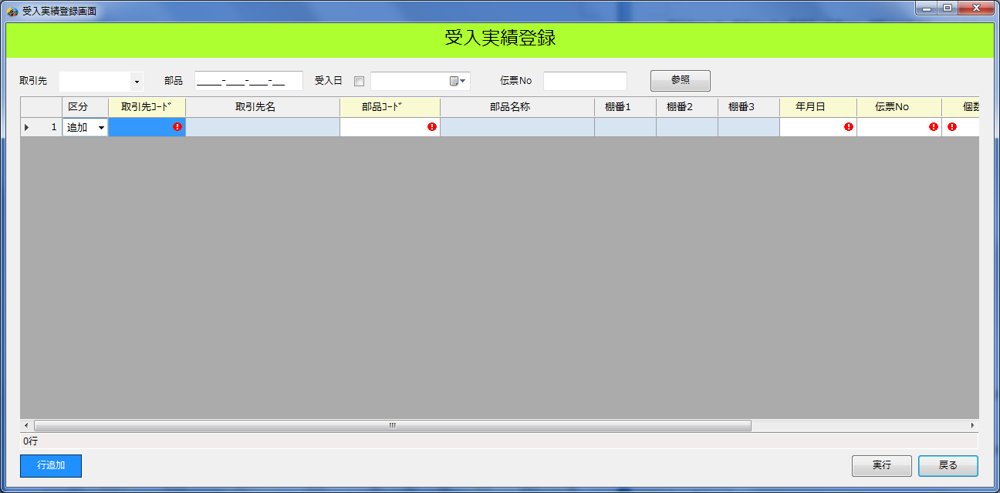 受入実績登録画面
受入実績登録
取引先 部品 ____-___-___-__ 受入日 伝票No 参照
区分 取引先ｺｰﾄﾞ 取引先名 部品ｺｰﾄﾞ 部品名称 棚番1 棚番2 棚番3 年月日 伝票No 個数
1 追加
0行
行追加 実行 戻る